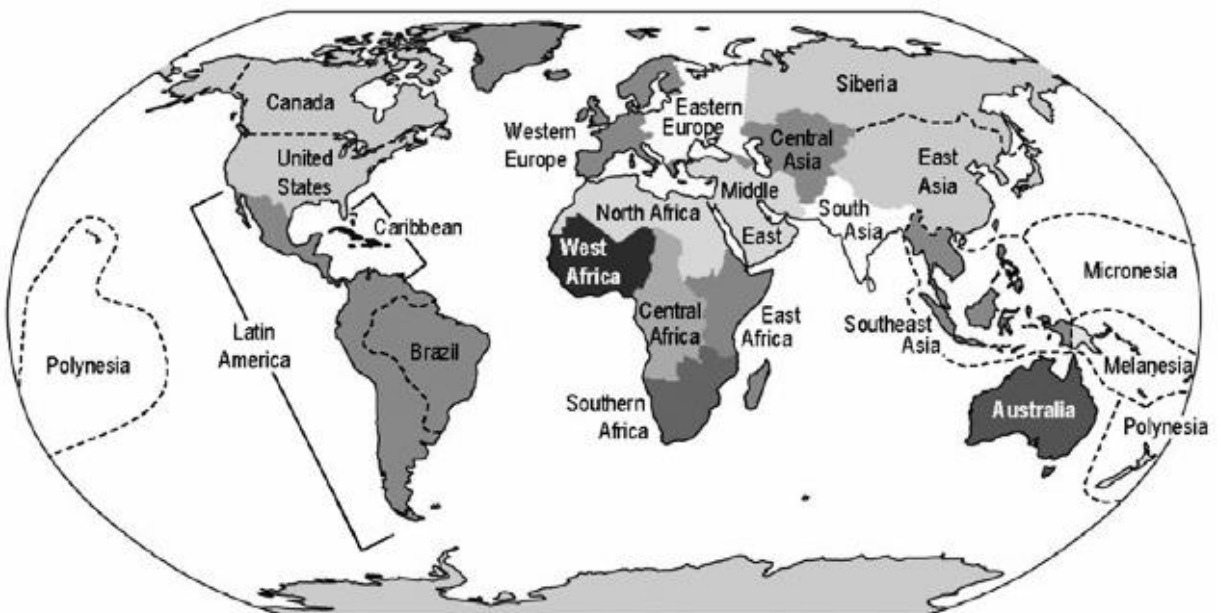 Canada
United
States
Caribbean
Latin
America
Brazil
Polynesia
Western
Europe
Eastern
Europe
Siberia
Central
Asia
East
Asia
Middle
East
South
Asia
North Africa
West
Africa
Central
Africa
East
Africa
Southern
Africa
Southeast
Asia
Micronesia
Melanesia
Australia
Polynesia